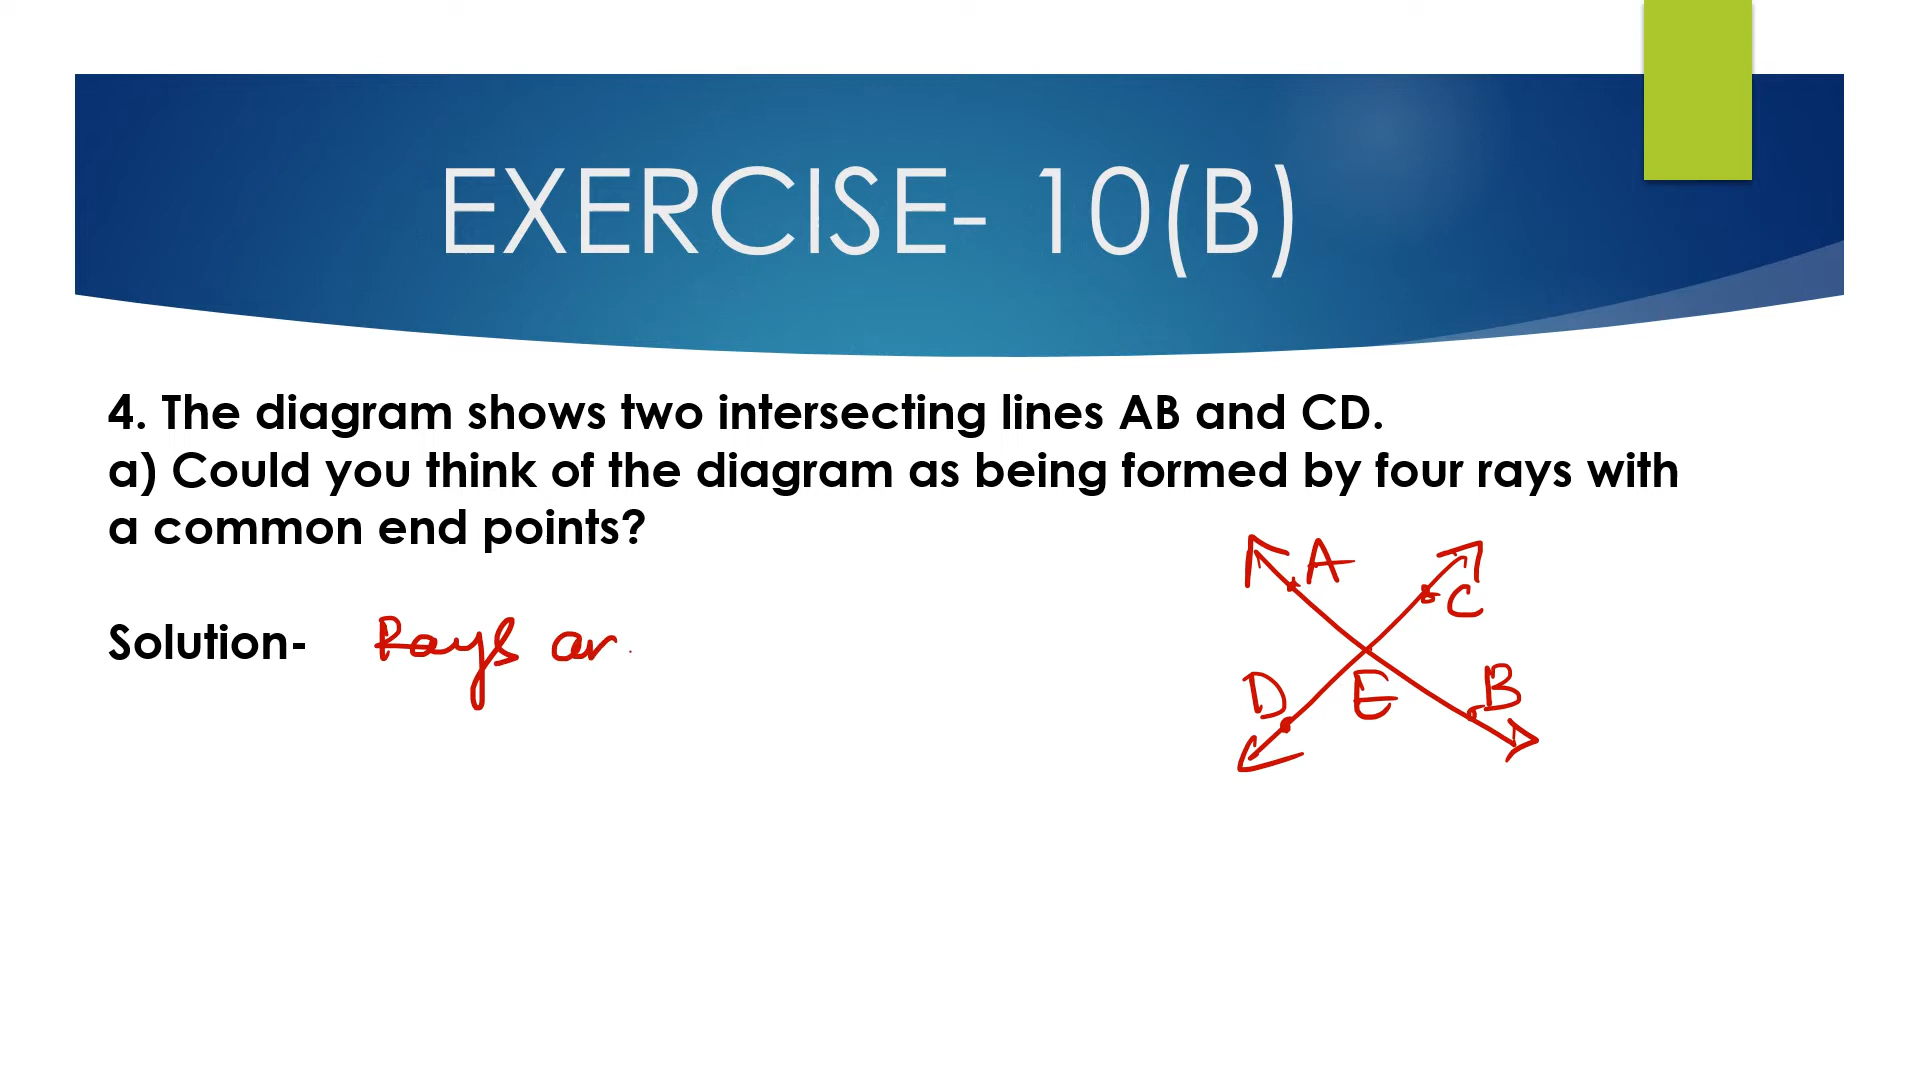 EXERCISE- 10(B)
4. The diagram shows two intersecting lines AB and CD.
a) Could you think of the diagram as being formed by four rays with
a common end points?
A
C
Solution- Rays ar
D E B